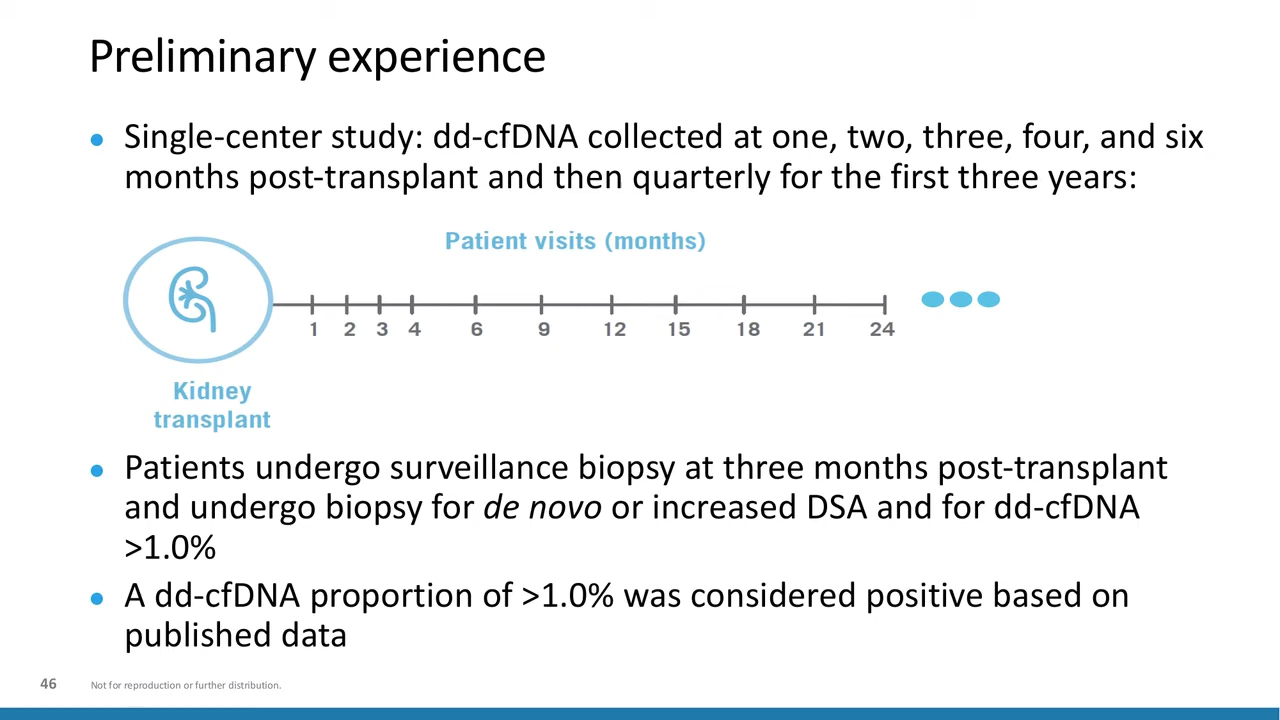 Preliminary experience
● Single-center study: dd-cfDNA collected at one, two, three, four, and six
months post-transplant and then quarterly for the first three years:
Patient visits (months)
1 2 3 4 6 9 12 15 18 21 24
Kidney
transplant
● Patients undergo surveillance biopsy at three months post-transplant
and undergo biopsy for de novo or increased DSA and for dd-cfDNA
>1.0%
● A dd-cfDNA proportion of >1.0% was considered positive based on
published data
46 Not for reproduction or further distribution.